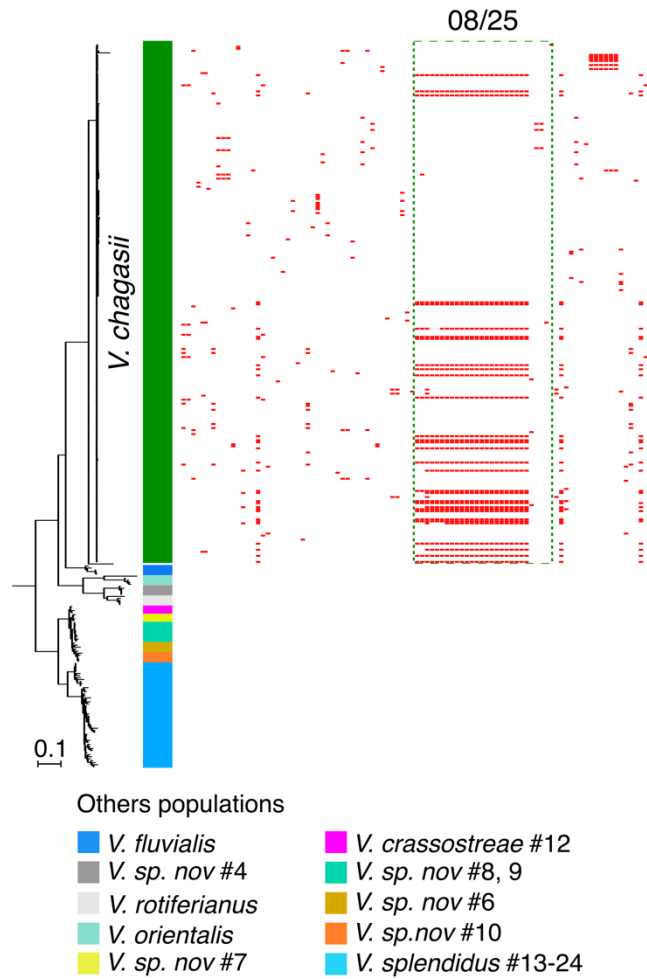 08/25
V. chagasii
0.1
Others populations
V. fluvialis
V. sp. nov #4
V. rotiferianus
V. orientalis
V. sp. nov #7
V. crassostreae #12
V. sp. nov #8, 9
V. sp. nov #6
V. sp.nov #10
V. splendidus #13-24